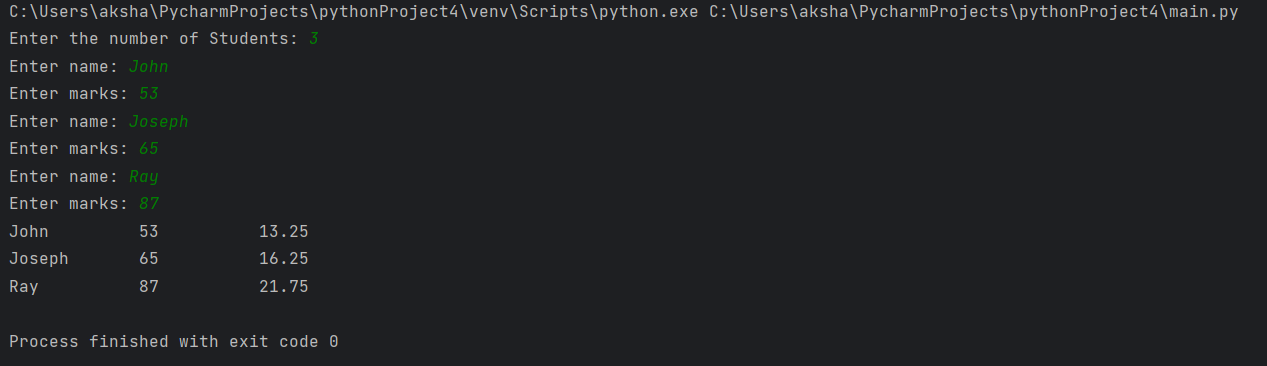 C:\Users\aksha\PycharmProjects\pythonProject4\venv\Scripts\python.exe C:\Users\aksha\PycharmProjects\pythonProject4\main.py
Enter the number of Students: 3
Enter name: John
Enter marks: 53
Enter name: Joseph
Enter marks: 65
Enter name: Ray
Enter marks: 87
John         53          13.25
Joseph       65          16.25
Ray          87          21.75
Process finished with exit code 0